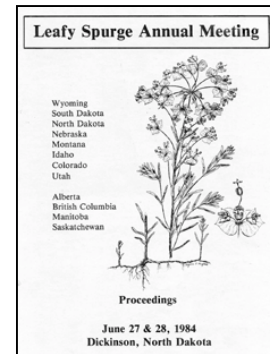 Leafy Spurge Annual Meeting
Wyoming
South Dakota
North Dakota
Nebraska
Montana
Idaho
Colorado
Utah
Alberta
British Columbia
Manitoba
Saskatchewan
Proceedings
June 27 & 28, 1984
Dickinson, North Dakota